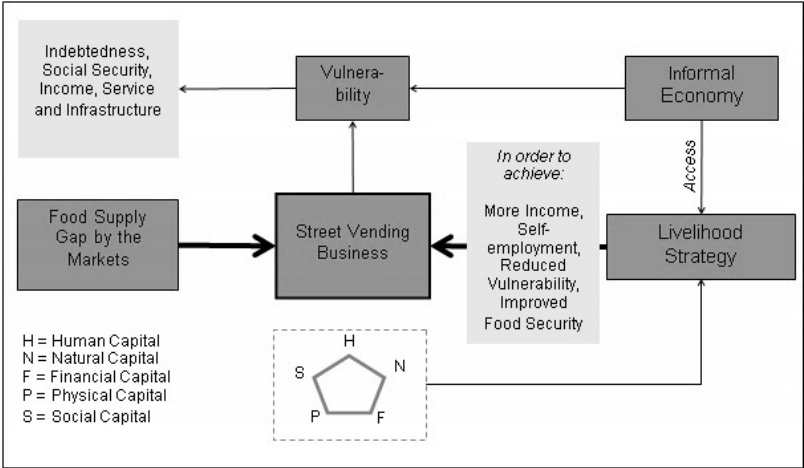 Indebtedness,
Social Security,
Income, Service
and Infrastructure
Vulnera-
bility
Informal
Economy
Access
In order to
achieve:
More Income,
Self-
employment,
Reduced
Vulnerability,
Improved
Food Security
Food Supply
Gap by the
Markets
Street Vending
Business
Livelihood
Strategy
H = Human Capital
N = Natural Capital
F = Financial Capital
P = Physical Capital
S = Social Capital
H
S
N
P
F